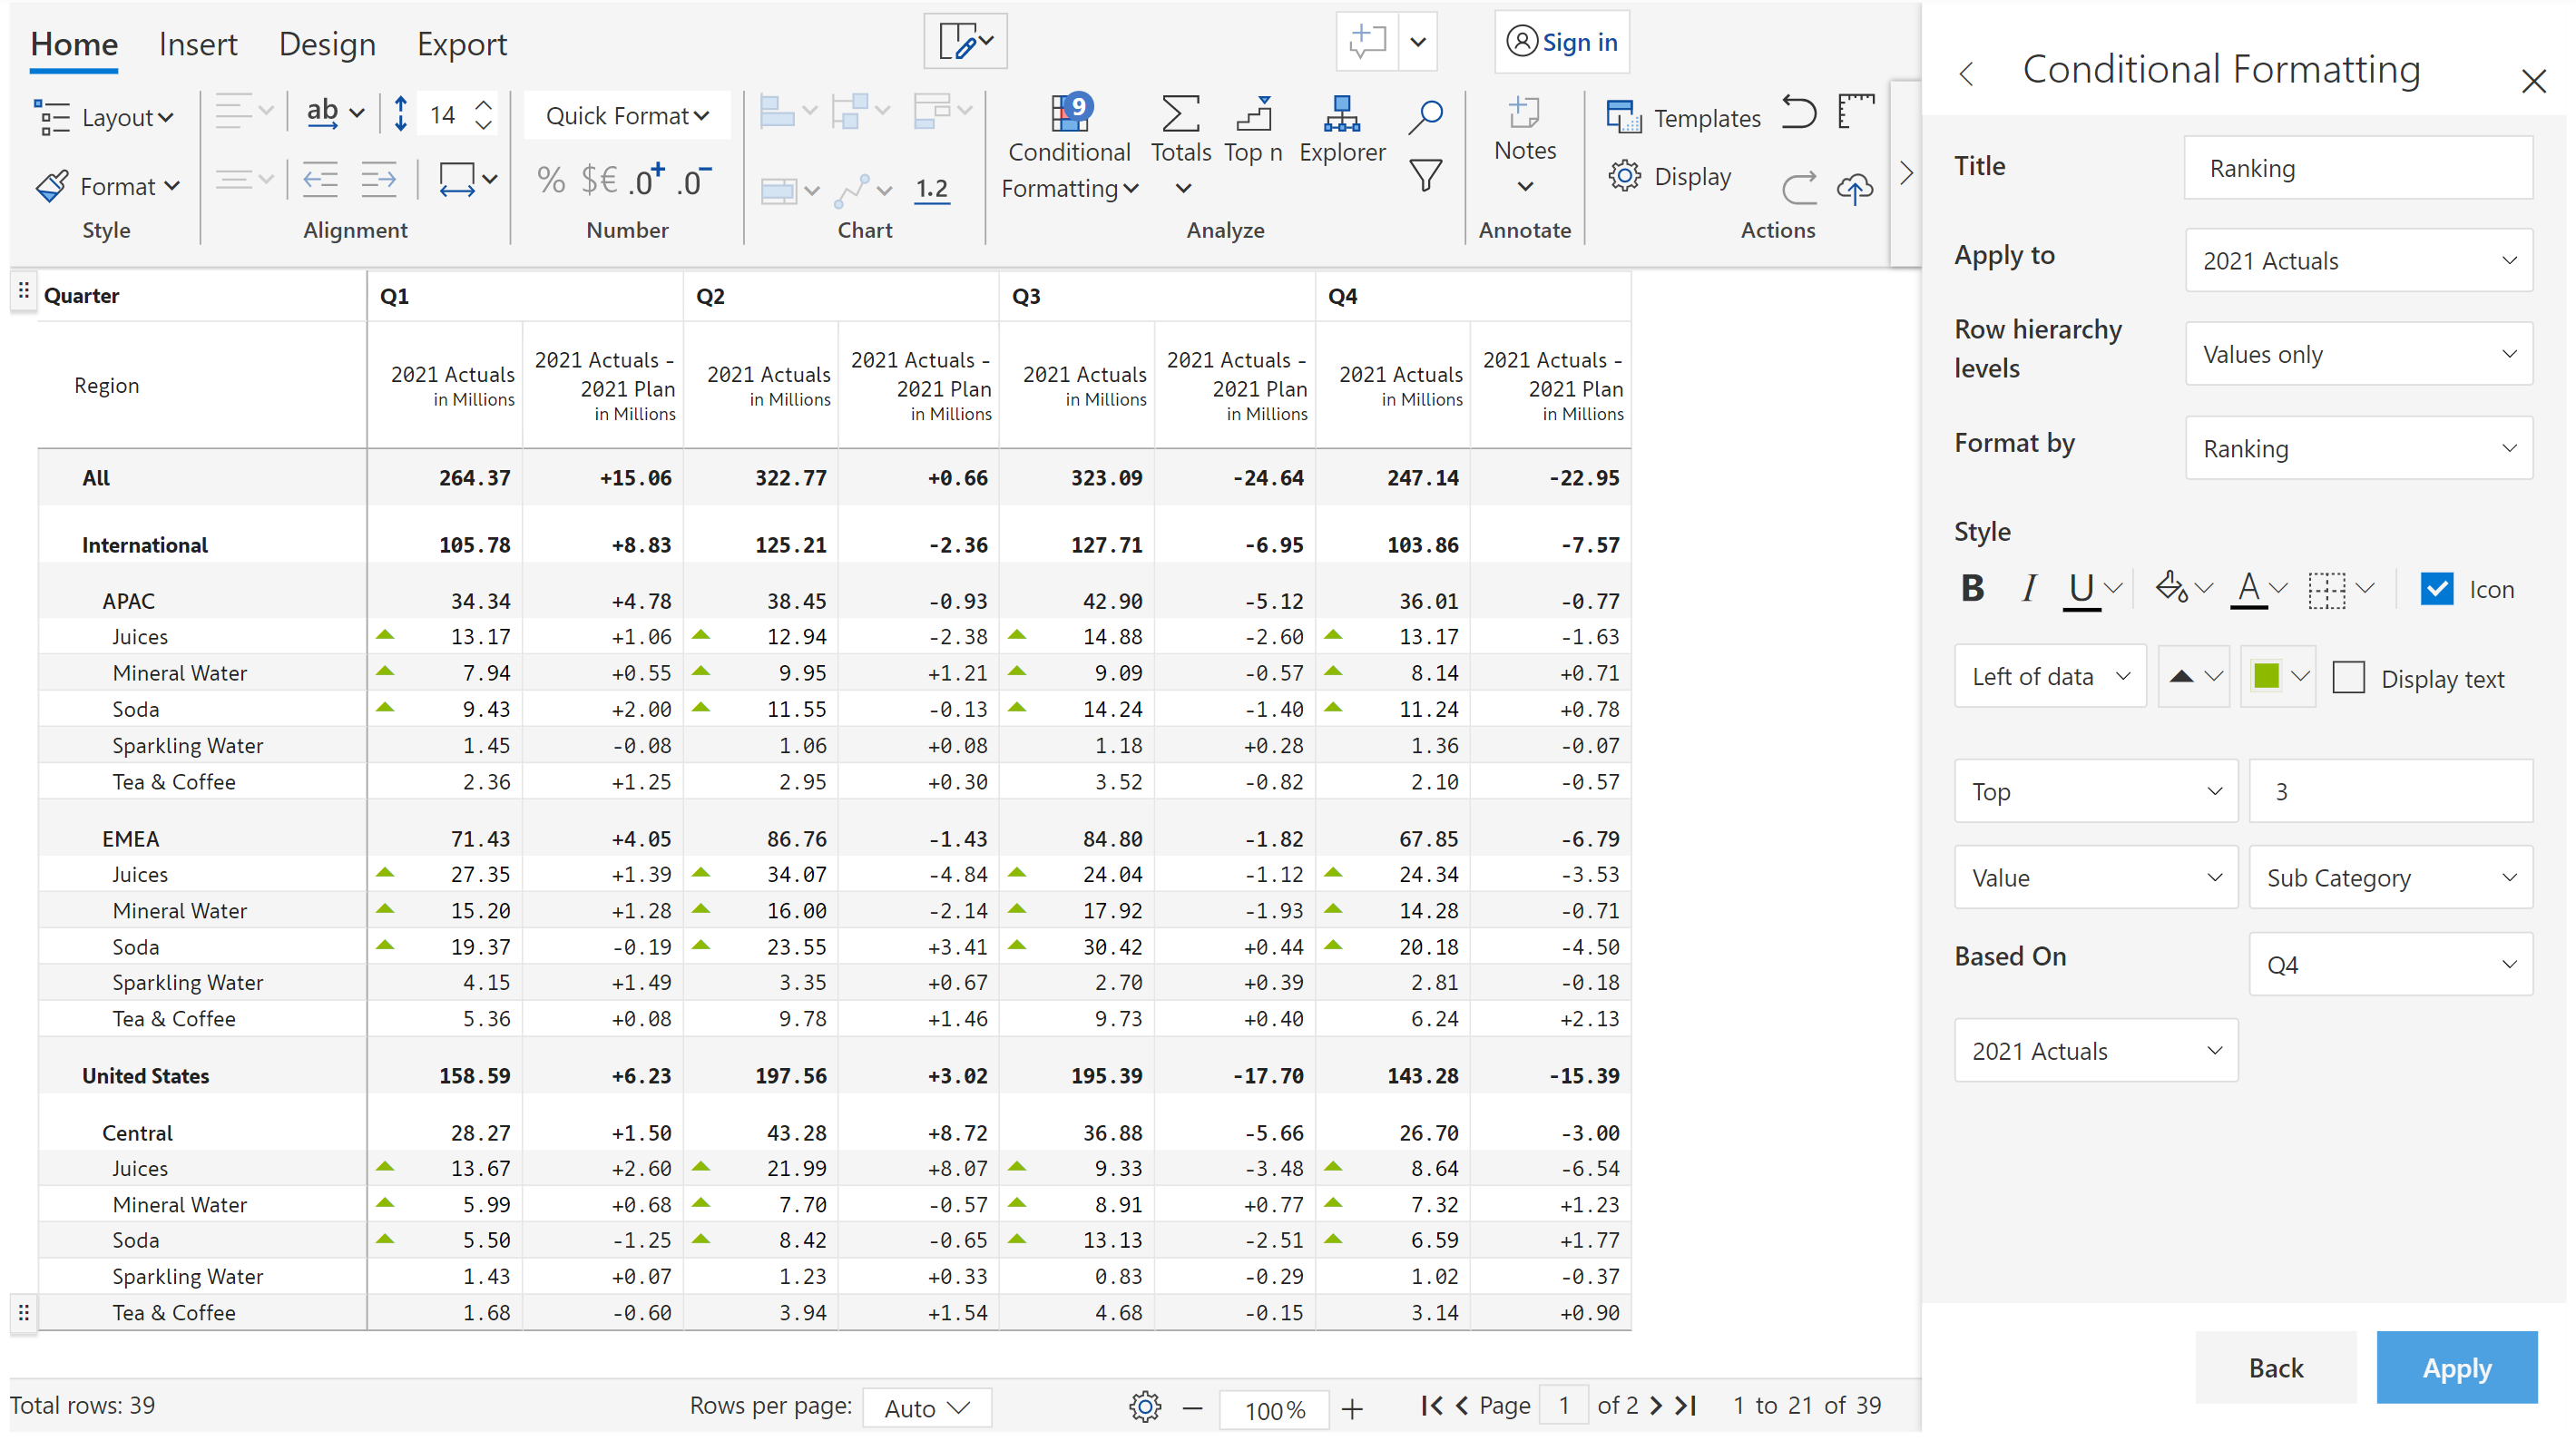 Home Insert Design Export Sign in
Layout ab 14 Quick Format 9 Templates
Conditional Formatting Totals Top n Explorer Notes
Format % $€ .0+ .0- 1.2 Display
Style Alignment Number Chart Analyze Annotate Actions
Quarter Q1 Q2 Q3 Q4
Region 2021 Actuals in Millions 2021 Actuals - 2021 Plan in Millions 2021 Actuals in Millions 2021 Actuals - 2021 Plan in Millions 2021 Actuals in Millions 2021 Actuals - 2021 Plan in Millions 2021 Actuals in Millions 2021 Actuals - 2021 Plan in Millions
All 264.37 +15.06 322.77 +0.66 323.09 -24.64 247.14 -22.95
International 105.78 +8.83 125.21 -2.36 127.71 -6.95 103.86 -7.57
APAC 34.34 +4.78 38.45 -0.93 42.90 -5.12 36.01 -0.77
Juices 13.17 +1.06 12.94 -2.38 14.88 -2.60 13.17 -1.63
Mineral Water 7.94 +0.55 9.95 +1.21 9.09 -0.57 8.14 +0.71
Soda 9.43 +2.00 11.55 -0.13 14.24 -1.40 11.24 +0.78
Sparkling Water 1.45 -0.08 1.06 +0.08 1.18 +0.28 1.36 -0.07
Tea & Coffee 2.36 +1.25 2.95 +0.30 3.52 -0.82 2.10 -0.57
EMEA 71.43 +4.05 86.76 -1.43 84.80 -1.82 67.85 -6.79
Juices 27.35 +1.39 34.07 -4.84 24.04 -1.12 24.34 -3.53
Mineral Water 15.20 +1.28 16.00 -2.14 17.92 -1.93 14.28 -0.71
Soda 19.37 -0.19 23.55 +3.41 30.42 +0.44 20.18 -4.50
Sparkling Water 4.15 +1.49 3.35 +0.67 2.70 +0.39 2.81 -0.18
Tea & Coffee 5.36 +0.08 9.78 +1.46 9.73 +0.40 6.24 +2.13
United States 158.59 +6.23 197.56 +3.02 195.39 -17.70 143.28 -15.39
Central 28.27 +1.50 43.28 +8.72 36.88 -5.66 26.70 -3.00
Juices 13.67 +2.60 21.99 +8.07 9.33 -3.48 8.64 -6.54
Mineral Water 5.99 +0.68 7.70 -0.57 8.91 +0.77 7.32 +1.23
Soda 5.50 -1.25 8.42 -0.65 13.13 -2.51 6.59 +1.77
Sparkling Water 1.43 +0.07 1.23 +0.33 0.83 -0.29 1.02 -0.37
Tea & Coffee 1.68 -0.60 3.94 +1.54 4.68 -0.15 3.14 +0.90
Total rows: 39 Rows per page: Auto 100% Page 1 of 2 1 to 21 of 39
Conditional Formatting
Title Ranking
Apply to 2021 Actuals
Row hierarchy
levels Values only
Format by Ranking
Style
B I U A Icon
Left of data Display text
Top 3
Value Sub Category
Based On Q4
2021 Actuals
Back Apply